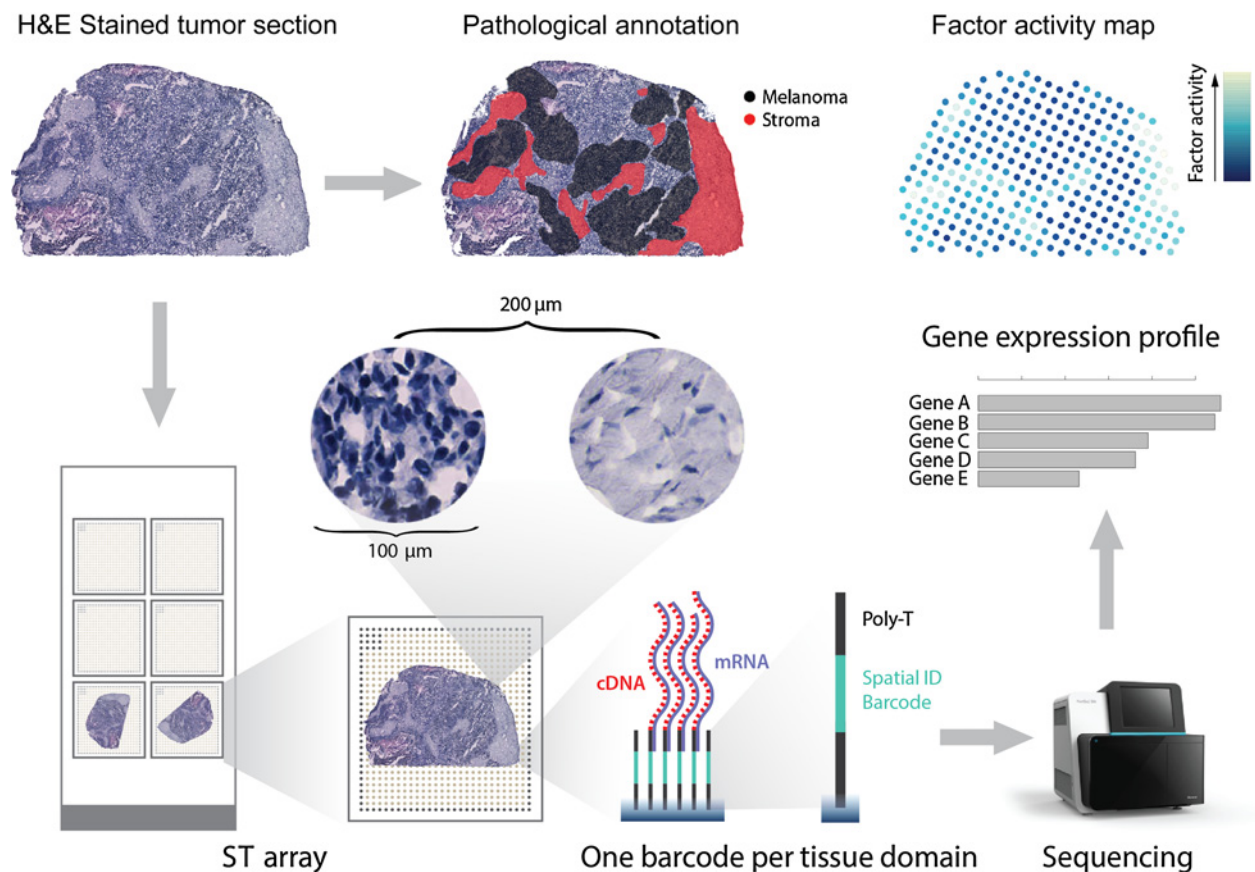 H&E Stained tumor section
Pathological annotation
Factor activity map
Melanoma
Stroma
Factor activity
200 µm
100 µm
Gene expression profile
Gene A
Gene B
Gene C
Gene D
Gene E
cDNA
mRNA
Poly-T
Spatial ID
Barcode
ST array
One barcode per tissue domain
Sequencing